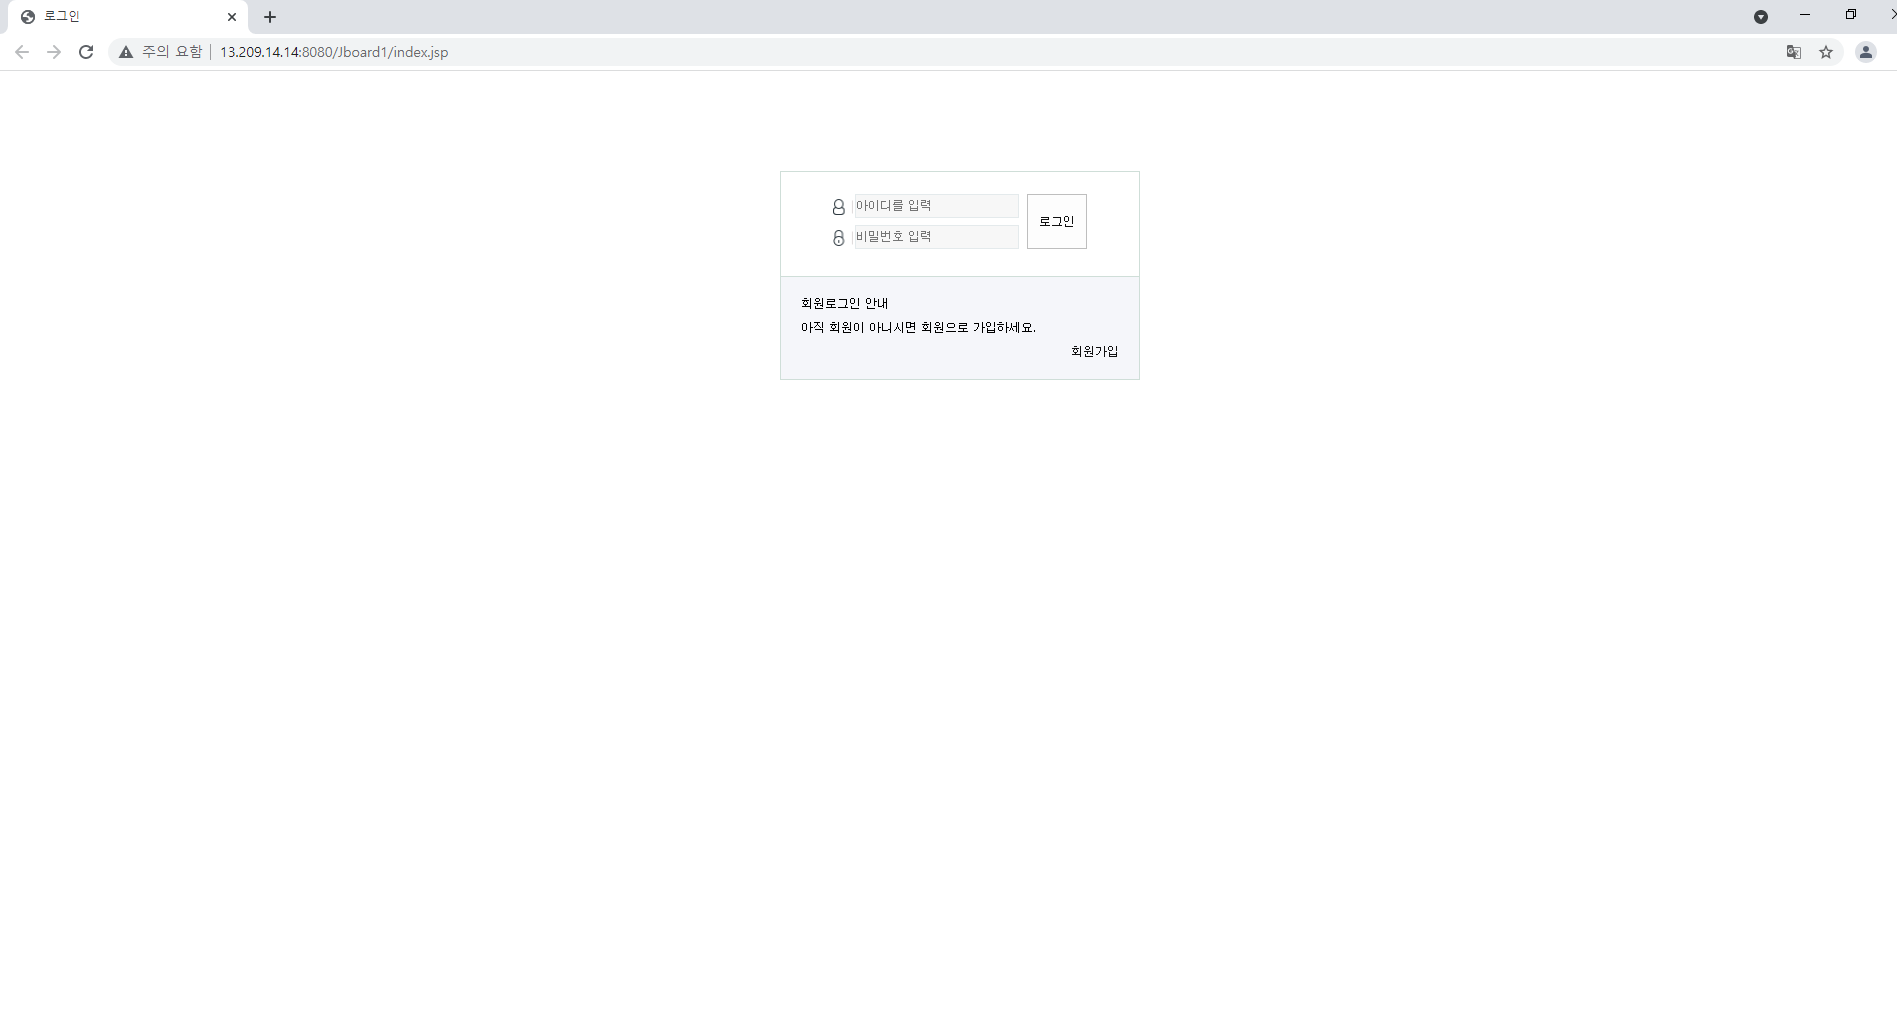 로그인
주의 요함 | 13.209.14.14:8080/Jboard1/index.jsp
아이디를 입력
비밀번호 입력
로그인
회원로그인 안내
아직 회원이 아니시면 회원으로 가입하세요.
회원가입